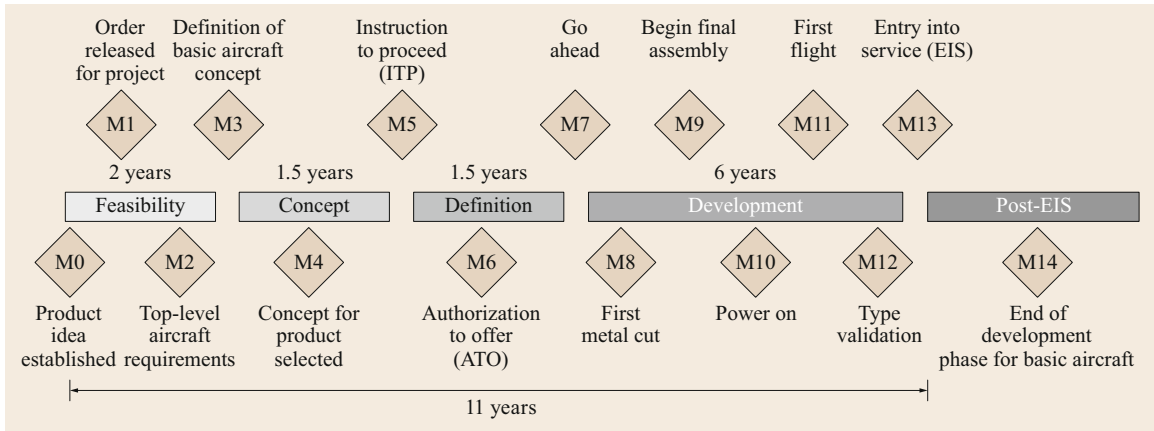 Order
released
for project
Definition of
basic aircraft
concept
Instruction
to proceed
(ITP)
Go
ahead
Begin final
assembly
First
flight
Entry into
service (EIS)
M1
M3
M5
M7
M9
M11
M13
2 years
1.5 years
1.5 years
6 years
Feasibility
Concept
Definition
Development
Post-EIS
M0
M2
M4
M6
M8
M10
M12
M14
Product
idea
established
Top-level
aircraft
requirements
Concept for
product
selected
Authorization
to offer
(ATO)
First
metal cut
Power on
Type
validation
End of
development
phase for basic aircraft
11 years